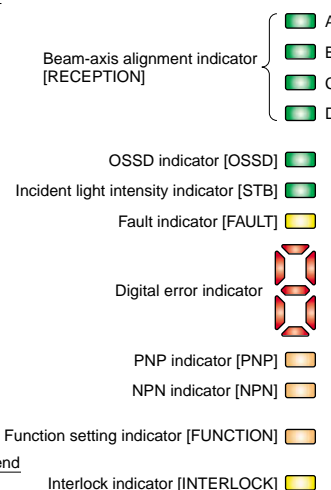 A
Beam-axis alignment indicator
[RECEPTION]
B
C
D
OSSD indicator [OSSD]
Incident light intensity indicator [STB]
Fault indicator [FAULT]
Digital error indicator
PNP indicator [PNP]
NPN indicator [NPN]
Function setting indicator [FUNCTION]
end
Interlock indicator [INTERLOCK]